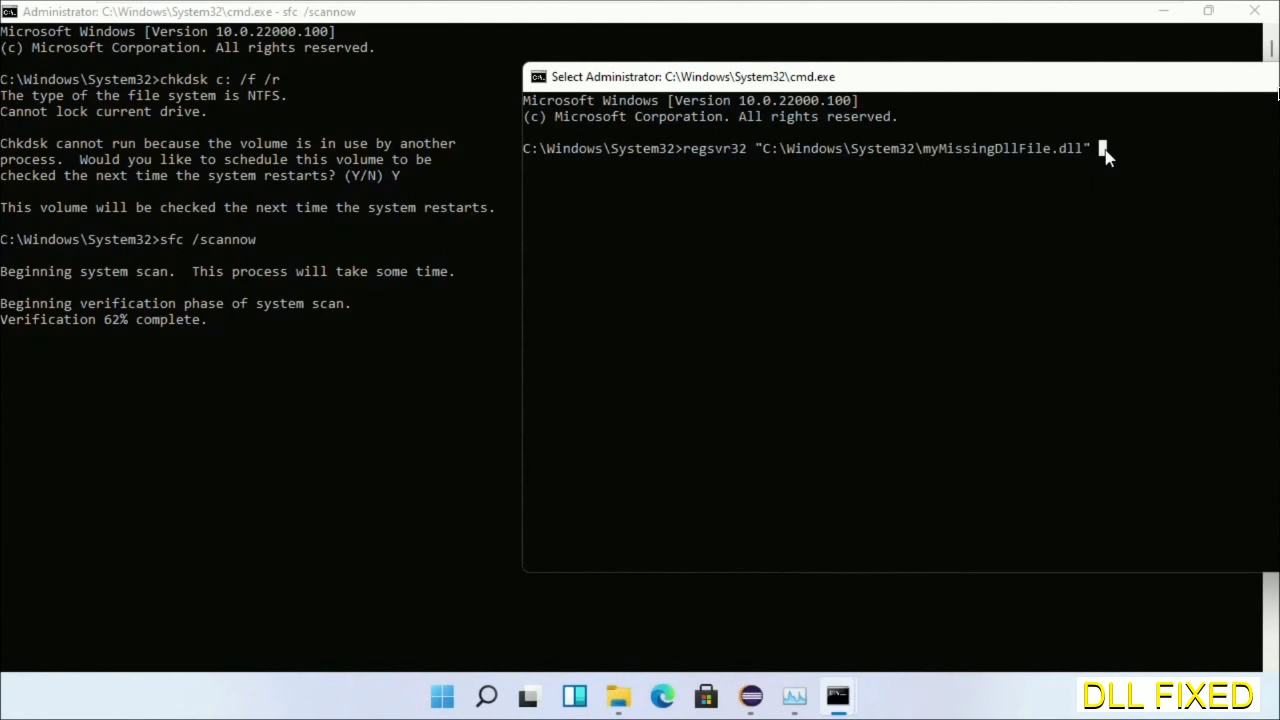 Administrator: C:\Windows\System32\cmd.exe - sfc /scannow
Microsoft Windows [Version 10.0.22000.100]
(c) Microsoft Corporation. All rights reserved.
C:\Windows\System32>chkdsk c: /f /r
The type of the file system is NTFS.
Cannot lock current drive.
Chkdsk cannot run because the volume is in use by another
process.  Would you like to schedule this volume to be
checked the next time the system restarts? (Y/N) Y
This volume will be checked the next time the system restarts.
C:\Windows\System32>sfc /scannow
Beginning system scan.  This process will take some time.
Beginning verification phase of system scan.
Verification 62% complete.
Select Administrator: C:\Windows\System32\cmd.exe
Microsoft Windows [Version 10.0.22000.100]
(c) Microsoft Corporation. All rights reserved.
C:\Windows\System32>regsvr32 "C:\Windows\System32\myMissingDllFile.dll"
DLL FIXED